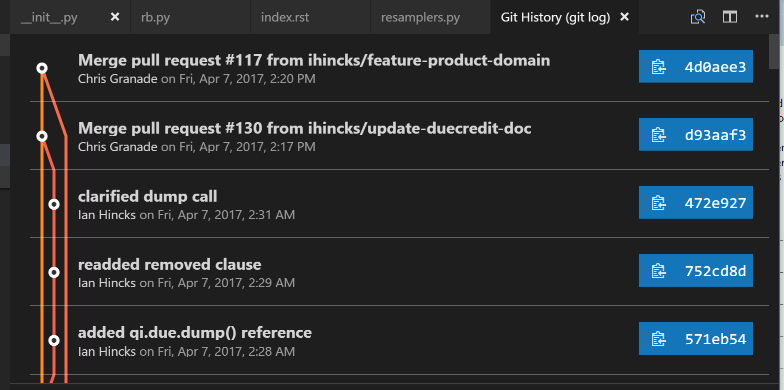 __init__.py × rb.py index.rst resamplers.py Git History (git log) ×
Merge pull request #117 from ihincks/feature-product-domain
Chris Granade on Fri, Apr 7, 2017, 2:20 PM
4d0aee3
Merge pull request #130 from ihincks/update-duecredit-doc
Chris Granade on Fri, Apr 7, 2017, 2:17 PM
d93aaf3
clarified dump call
Ian Hincks on Fri, Apr 7, 2017, 2:31 AM
472e927
readded removed clause
Ian Hincks on Fri, Apr 7, 2017, 2:29 AM
752cd8d
added qi.due.dump() reference
Ian Hincks on Fri, Apr 7, 2017, 2:28 AM
571eb54